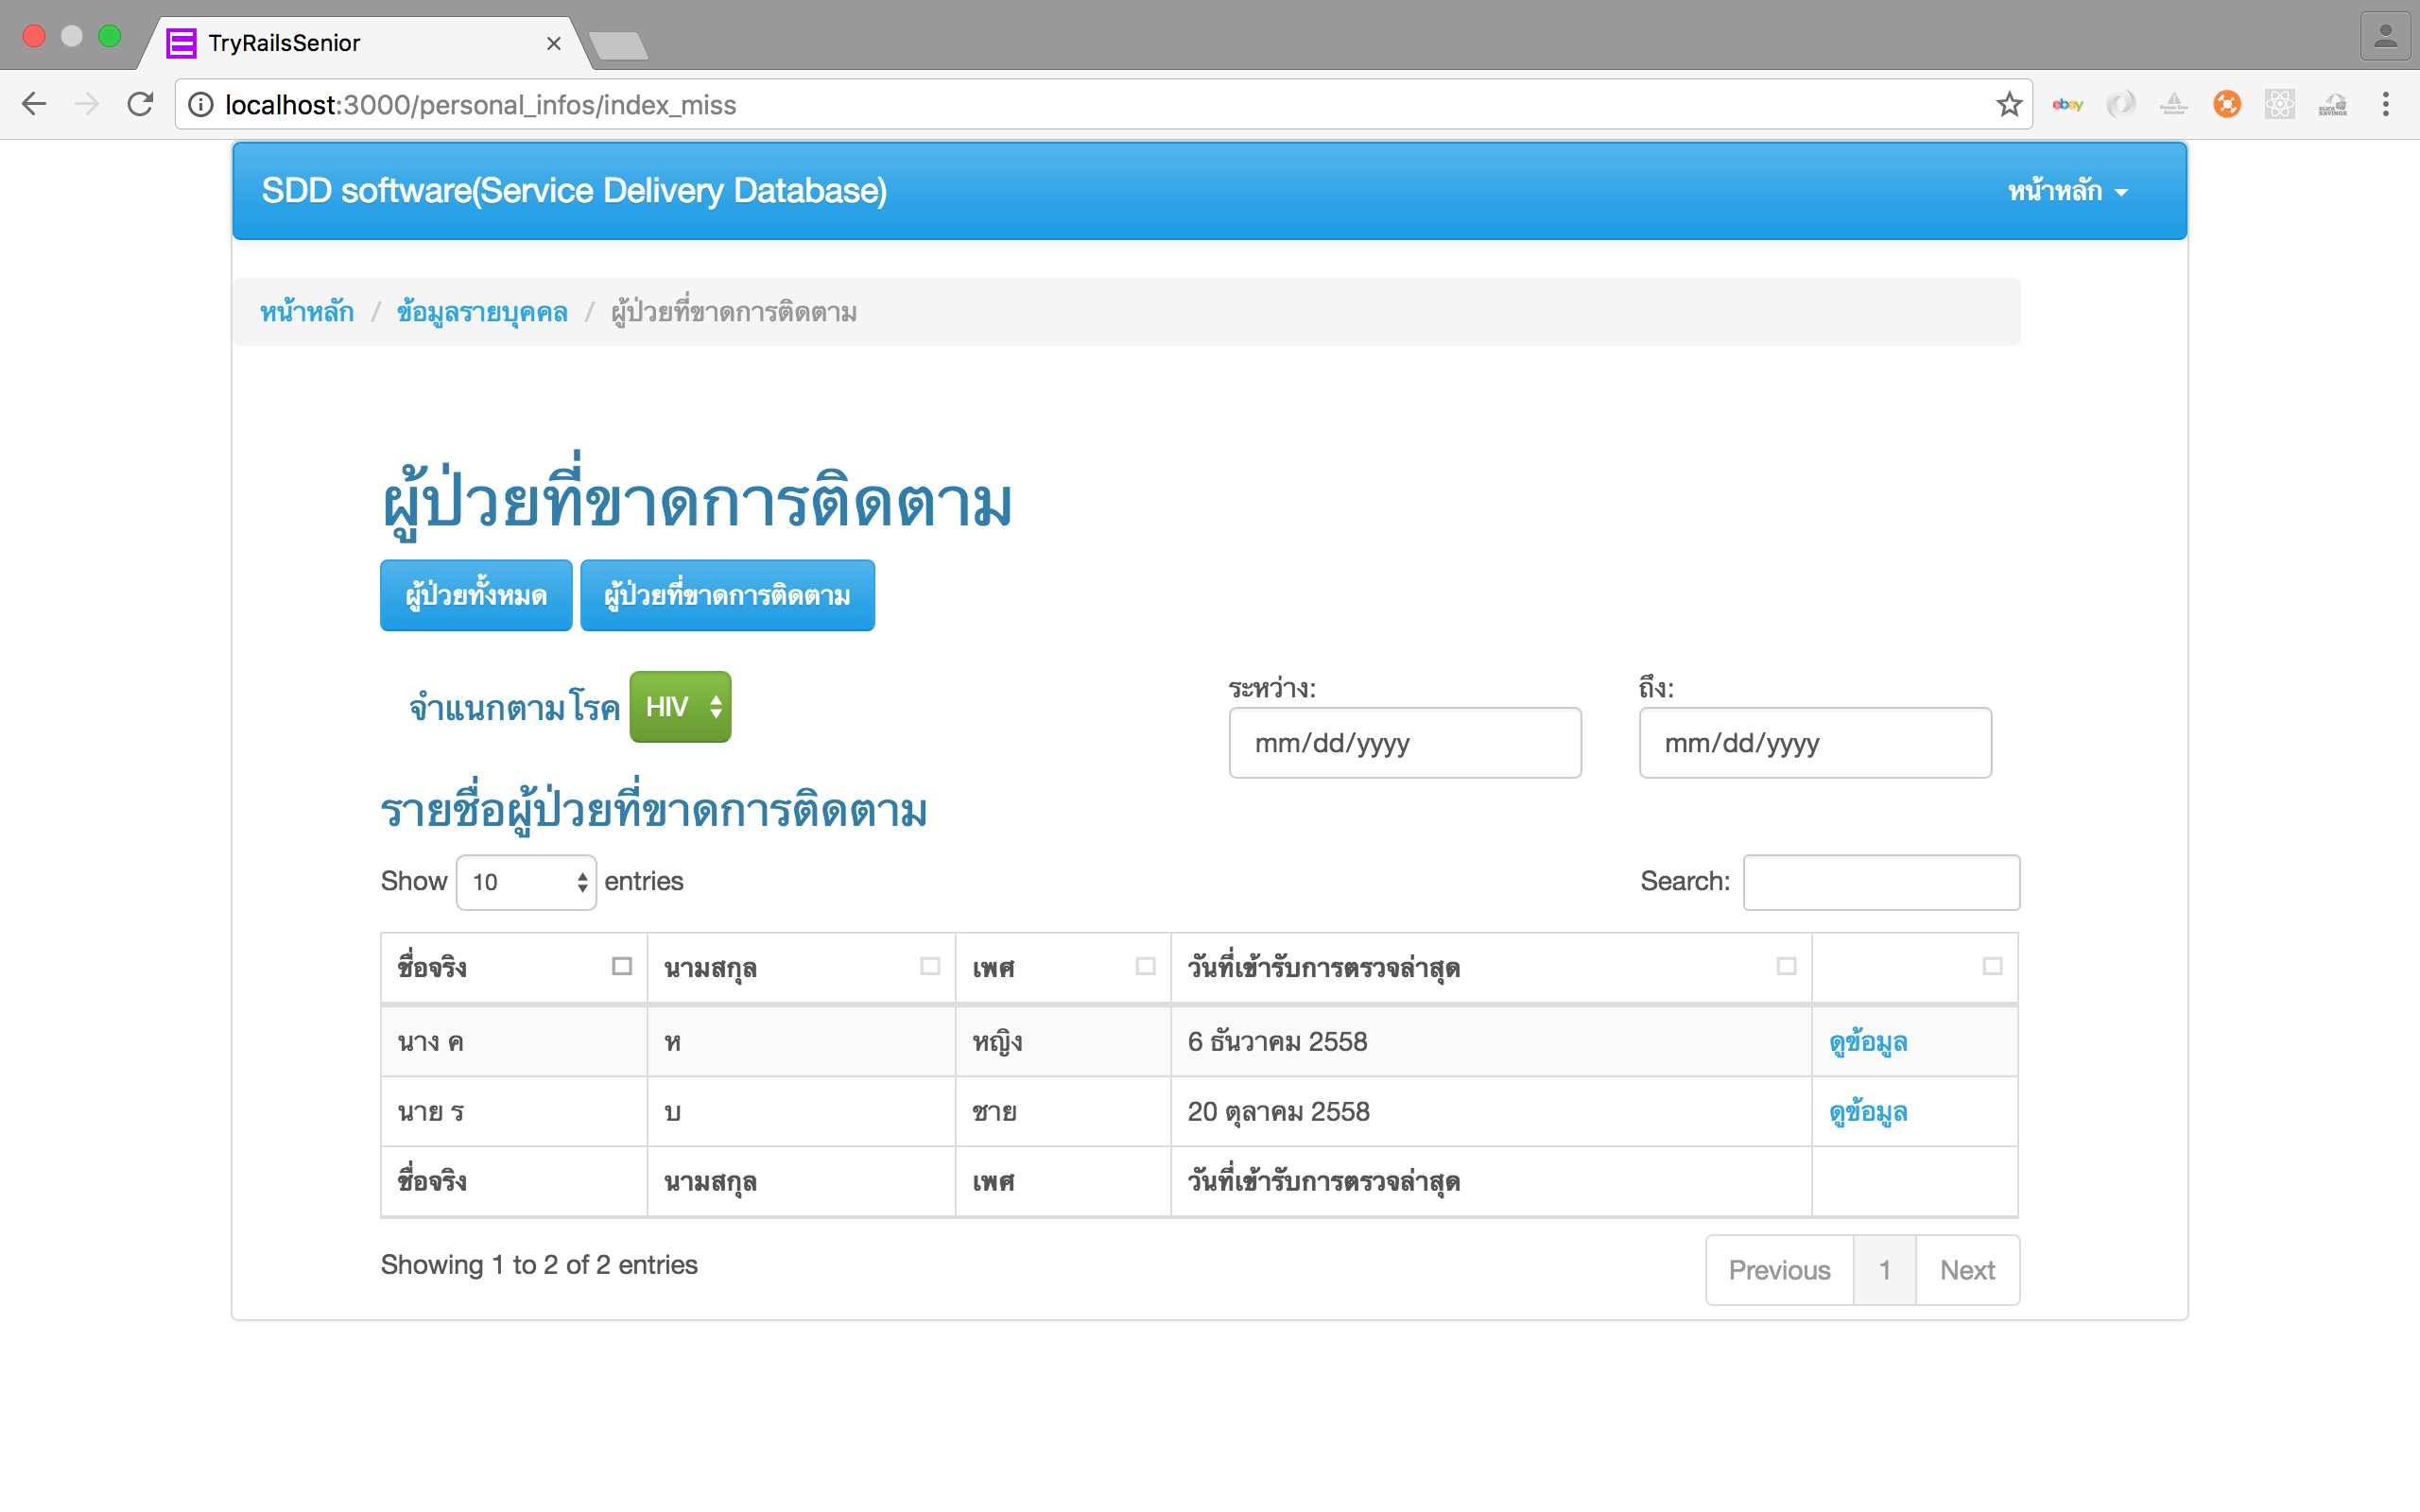 TryRailsSenior
localhost:3000/personal_infos/index_miss
ebay
SDD software(Service Delivery Database)
หน้าหลัก
หน้าหลัก / ข้อมูลรายบุคคล / ผู้ป่วยที่ขาดการติดตาม
ผู้ป่วยที่ขาดการติดตาม
ผู้ป่วยทั้งหมด ผู้ป่วยที่ขาดการติดตาม
จำแนกตามโรค HIV
ระหว่าง: ถึง:
mm/dd/yyyy mm/dd/yyyy
รายชื่อผู้ป่วยที่ขาดการติดตาม
Show 10 entries Search:
ชื่อจริง นามสกุล เพศ วันที่เข้ารับการตรวจล่าสุด
นาง ค ห หญิง 6 ธันวาคม 2558 ดูข้อมูล
นาย ร บ ชาย 20 ตุลาคม 2558 ดูข้อมูล
ชื่อจริง นามสกุล เพศ วันที่เข้ารับการตรวจล่าสุด
Showing 1 to 2 of 2 entries
Previous 1 Next